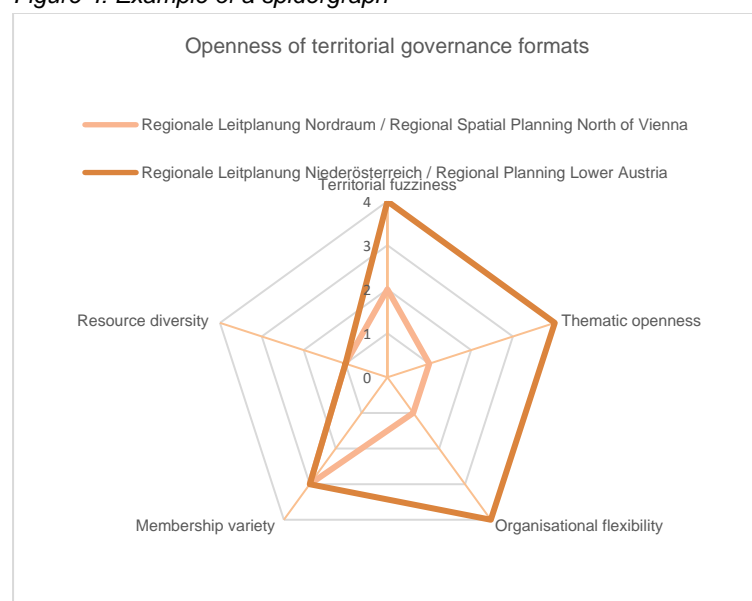 Figure 4: Example of a spidergraph
Openness of territorial governance formats
Regionale Leitplanung Nordraum / Regional Spatial Planning North of Vienna
Regionale Leitplanung Niederösterreich / Regional Planning Lower Austria
Territorial fuzziness
4
3
2
1
0
Resource diversity
Thematic openness
Membership variety
Organisational flexibility